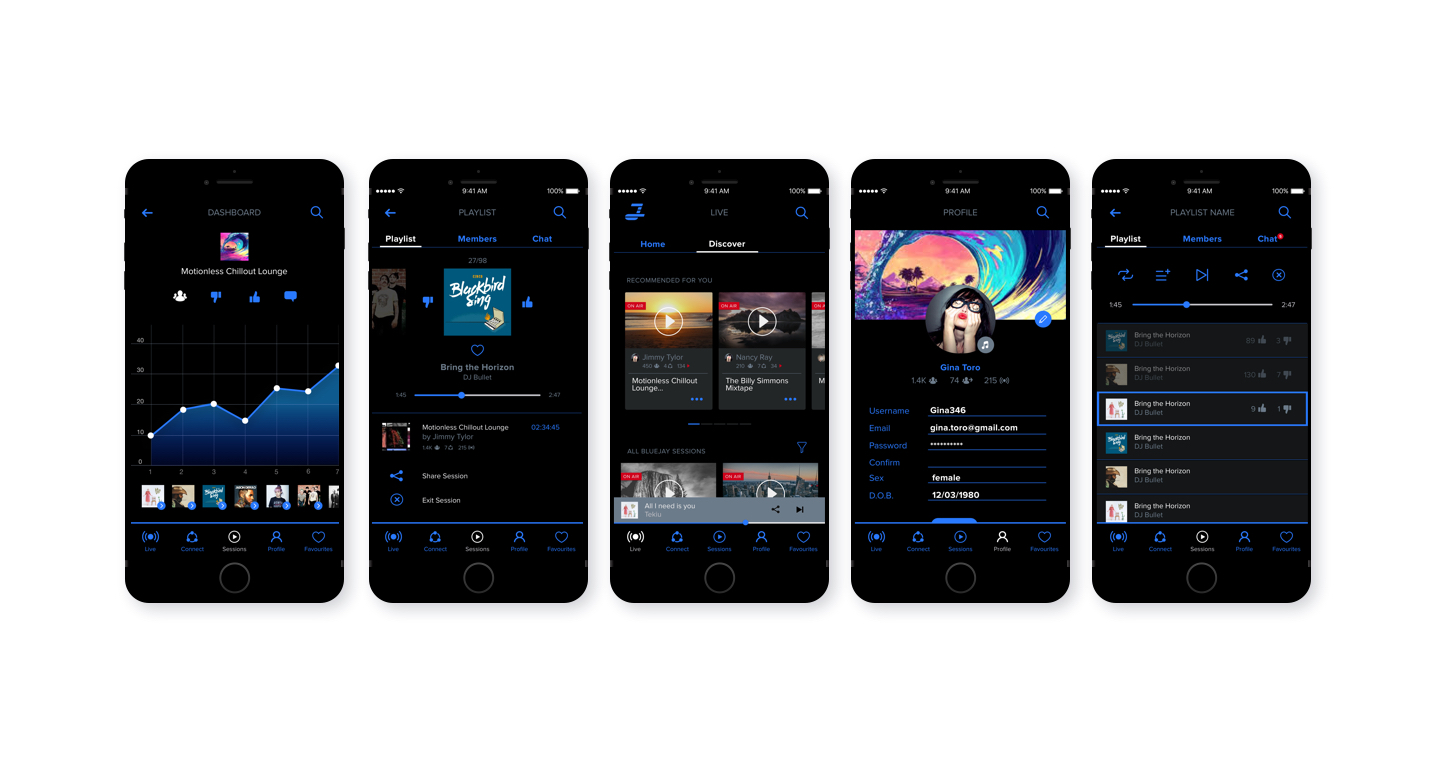 DASHBOARD
Motionless Chillout Lounge
40
30
20
10
0
1 2 3 4 5 6 7
Blackbird
Sing
JASON DERULO
Live Connect Sessions Profile Favourites
9:41 AM 100%
PLAYLIST
Playlist Members Chat
27/98
Blackbird
Sing
Bring the Horizon
DJ Bullet
1:45 2:47
Motionless Chillout Lounge 02:34:45
by Jimmy Tylor
1.4K 7 215
Share Session
Exit Session
Live Connect Sessions Profile Favourites
9:41 AM 100%
LIVE
Home Discover
RECOMMENDED FOR YOU
ON AIR ON AIR ON A
Jimmy Tylor Nancy Ray
460 4 134 210 7 34
Motionless Chillout
Lounge...
The Billy Simmons
Mixtape
M
ALL BLUEJAY SESSIONS
ON AIR ON AIR
All I need is you
Tektu
Live Connect Sessions Profile Favourites
9:41 AM 100%
PROFILE
Gina Toro
1.4K 74 215
Username Gina346
Email gina.toro@gmail.com
Password ••••••••••
Confirm
Sex female
D.O.B. 12/03/1980
Live Connect Sessions Profile Favourites
9:41 AM 100%
PLAYLIST NAME
Playlist Members Chat
1:45 2:47
Bring the Horizon
DJ Bullet
89 3
Bring the Horizon
DJ Bullet
130 7
Bring the Horizon
DJ Bullet
9 1
Bring the Horizon
DJ Bullet
Bring the Horizon
DJ Bullet
Bring the Horizon
DJ Bullet
Live Connect Sessions Profile Favourites